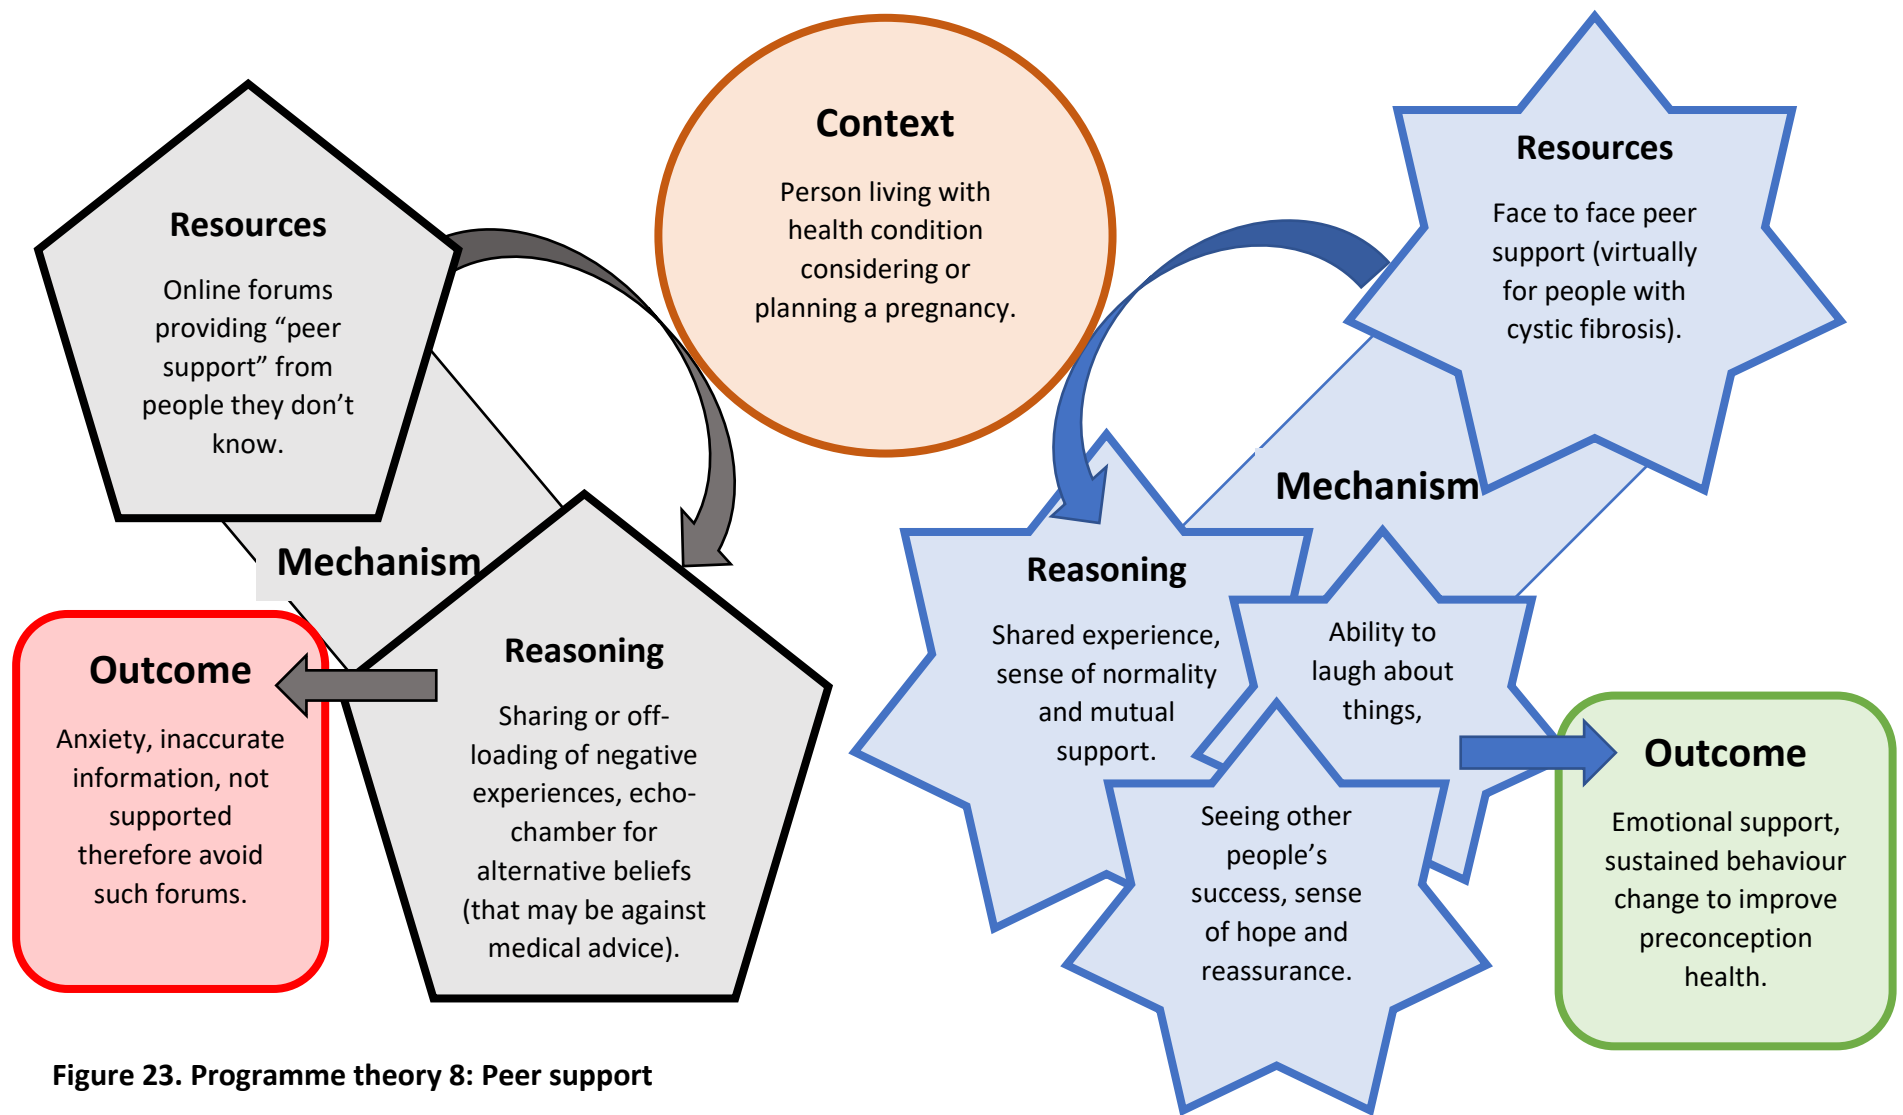 Context
Person living with
health condition
considering or
planning a pregnancy.
Resources
Online forums
providing “peer
support” from
people they don’t
know.
Mechanism
Reasoning
Sharing or off-
loading of negative
experiences, echo-
chamber for
alternative beliefs
(that may be against
medical advice).
Outcome
Anxiety, inaccurate
information, not
supported
therefore avoid
such forums.
Resources
Face to face peer
support (virtually
for people with
cystic fibrosis).
Mechanism
Reasoning
Shared experience,
sense of normality
and mutual
support.
Ability to
laugh about
things,
Seeing other
people’s
success, sense
of hope and
reassurance.
Outcome
Emotional support,
sustained behaviour
change to improve
preconception
health.
Figure 23. Programme theory 8: Peer support